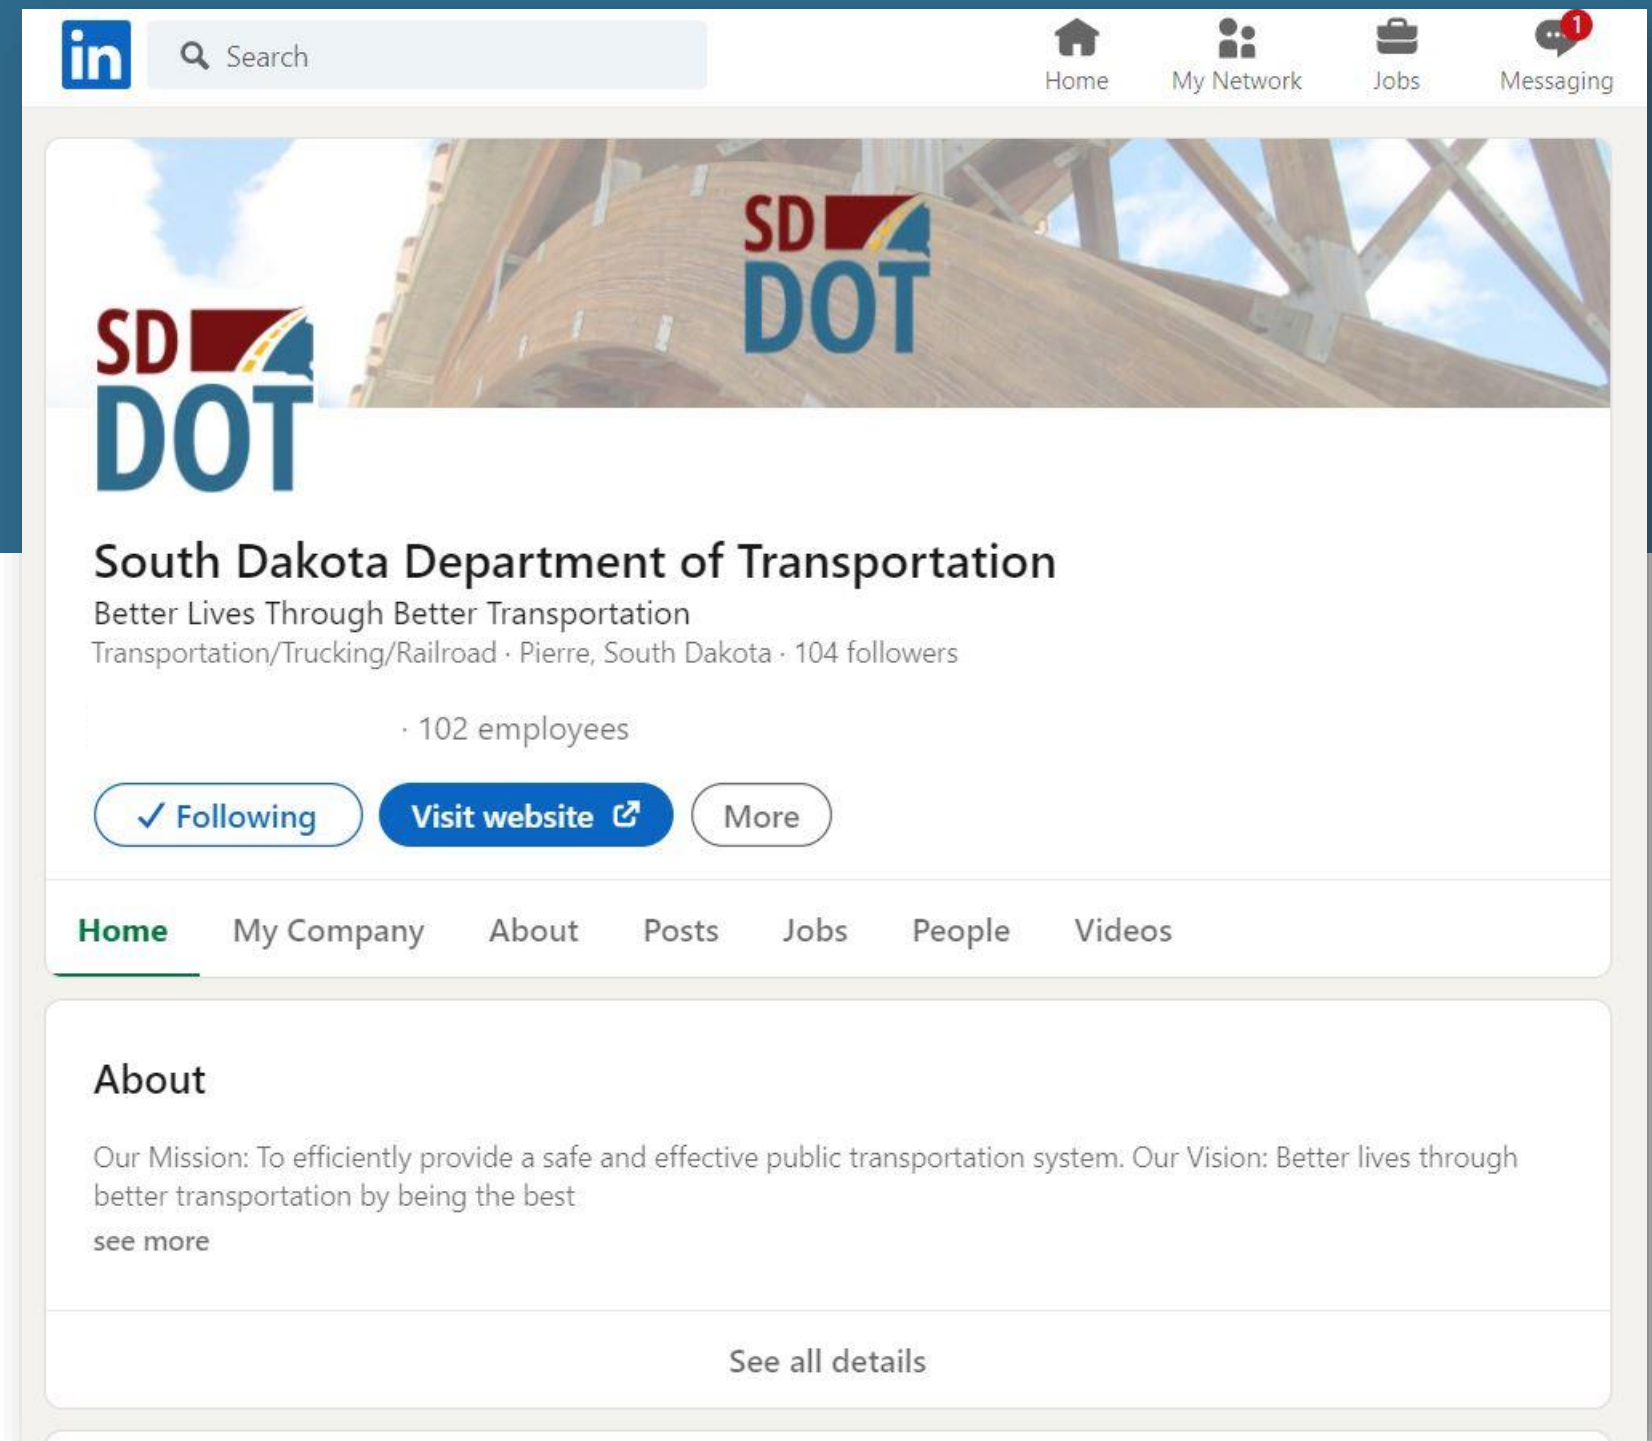 in
Search
Home
My Network
Jobs
1
Messaging
SD
DOT
SD
DOT
South Dakota Department of Transportation
Better Lives Through Better Transportation
Transportation/Trucking/Railroad · Pierre, South Dakota · 104 followers
· 102 employees
✓ Following
Visit website
More
Home
My Company
About
Posts
Jobs
People
Videos
About
Our Mission: To efficiently provide a safe and effective public transportation system. Our Vision: Better lives through
better transportation by being the best
see more
See all details